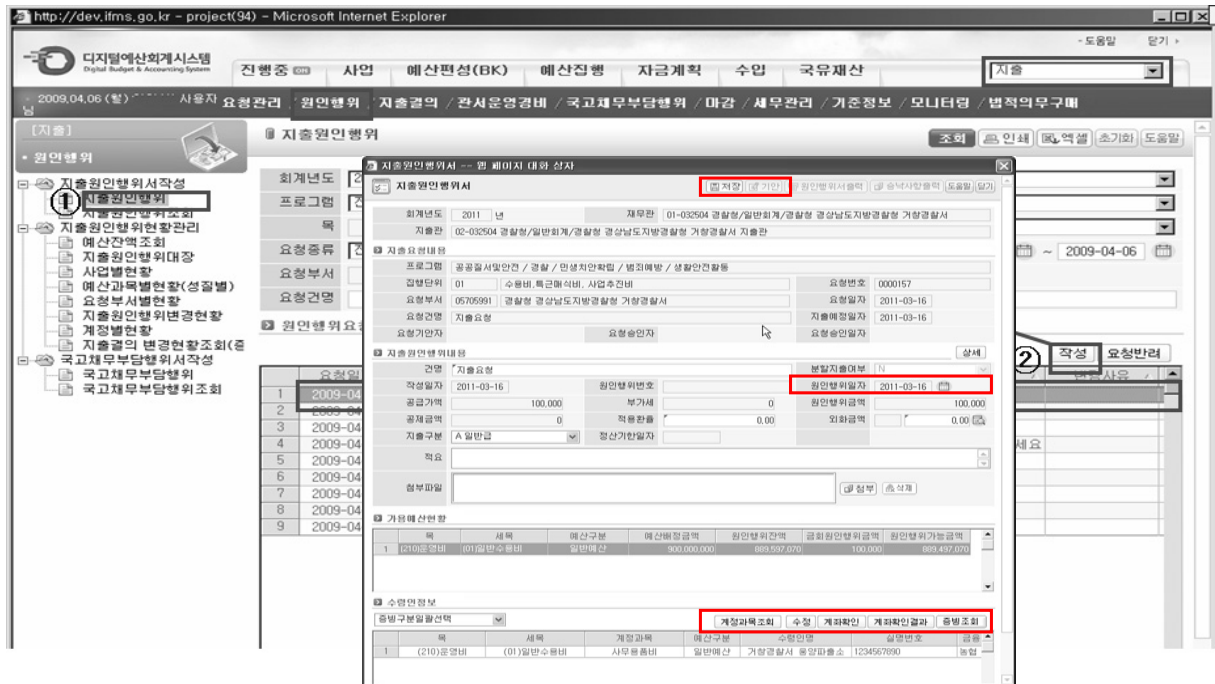 http://dev.ifms.go.kr - project(94) - Microsoft Internet Explorer
- 도움말 닫기
디지털예산회계시스템
Digital Budget & Accounting System
진행중 ON 사업 예산편성(BK) 예산집행 자금계획 수입 국유재산 지출
2009.04.06 (월) 사용자
님
요청관리 / 원인행위 / 지출결의 / 관서운영경비 / 국고채무부담행위 / 마감 / 세무관리 / 기준정보 / 모니터링 / 법적의무구매
[지출]
• 원인행위
지출원인행위서작성
① 지출원인행위
지출원인행위조회
지출원인행위현황관리
예산잔액조회
지출원인행위대장
사업별현황
예산과목별현황(성질별)
요청부서별현황
지출원인행위변경현황
계정별현황
지출결의 변경현황조회(증
국고채무부담행위서작성
국고채무부담행위
국고채무부담행위조회
지출원인행위
조회 인쇄 엑셀 초기화 도움말
회계년도 2
프로그램 전
목
요청종류 전
~ 2009-04-06
요청부서
요청건명
원인행위요
② 작성 요청반려
요청일
1 2009-04
2 2009-04
3 2009-04
4 2009-04
세요
5 2009-04
6 2009-04
7 2009-04
8 2009-04
9 2009-04
지출원인행위서 -- 웹 페이지 대화 상자
지출원인행위서
저장 기안 원인행위서출력 승낙사항출력 도움말 닫기
회계년도 2011 년 재무관 01-032504 경찰청/일반회계/경찰청 경상남도지방경찰청 거창경찰서
지출관 02-032504 경찰청/일반회계/경찰청 경상남도지방경찰청 거창경찰서 지출관
지출요청내용
프로그램 공공질서및안전 / 경찰 / 민생치안확립 / 범죄예방 / 생활안전활동
집행단위 01 수용비,특근매식비, 사업추진비 요청번호 0000157
요청부서 05705991 경찰청 경상남도지방경찰청 거창경찰서 요청일자 2011-03-16
요청건명 지출요청 지출예정일자 2011-03-16
요청기안자 요청승인자 요청승인일자
지출원인행위내용 상세
건명 지출요청 분할지출여부 N
작성일자 2011-03-16 원인행위번호 원인행위일자 2011-03-16
공급가액 100,000 부가세 0 원인행위금액 100,000
공제금액 0 적용환율 0.00 외화금액 0.00
지출구분 A 일반급 정산기한일자
적요
첨부파일 첨부 삭제
가용예산현황
목 세목 예산구분 예산배정금액 원인행위잔액 금회원인행위금액 원인행위가능금액
1 (210)운영비 (01)일반수용비 일반예산 900,000,000 889,597,070 100,000 889,497,070
수령인정보
증빙구분일괄선택 계정과목조회 수정 계좌확인 계좌확인결과 증빙조회
목 세목 계정과목 예산구분 수령인명 실명번호 금융
1 (210)운영비 (01)일반수용비 사무용품비 일반예산 거창경찰서 웅양파출소 1234567890 농협